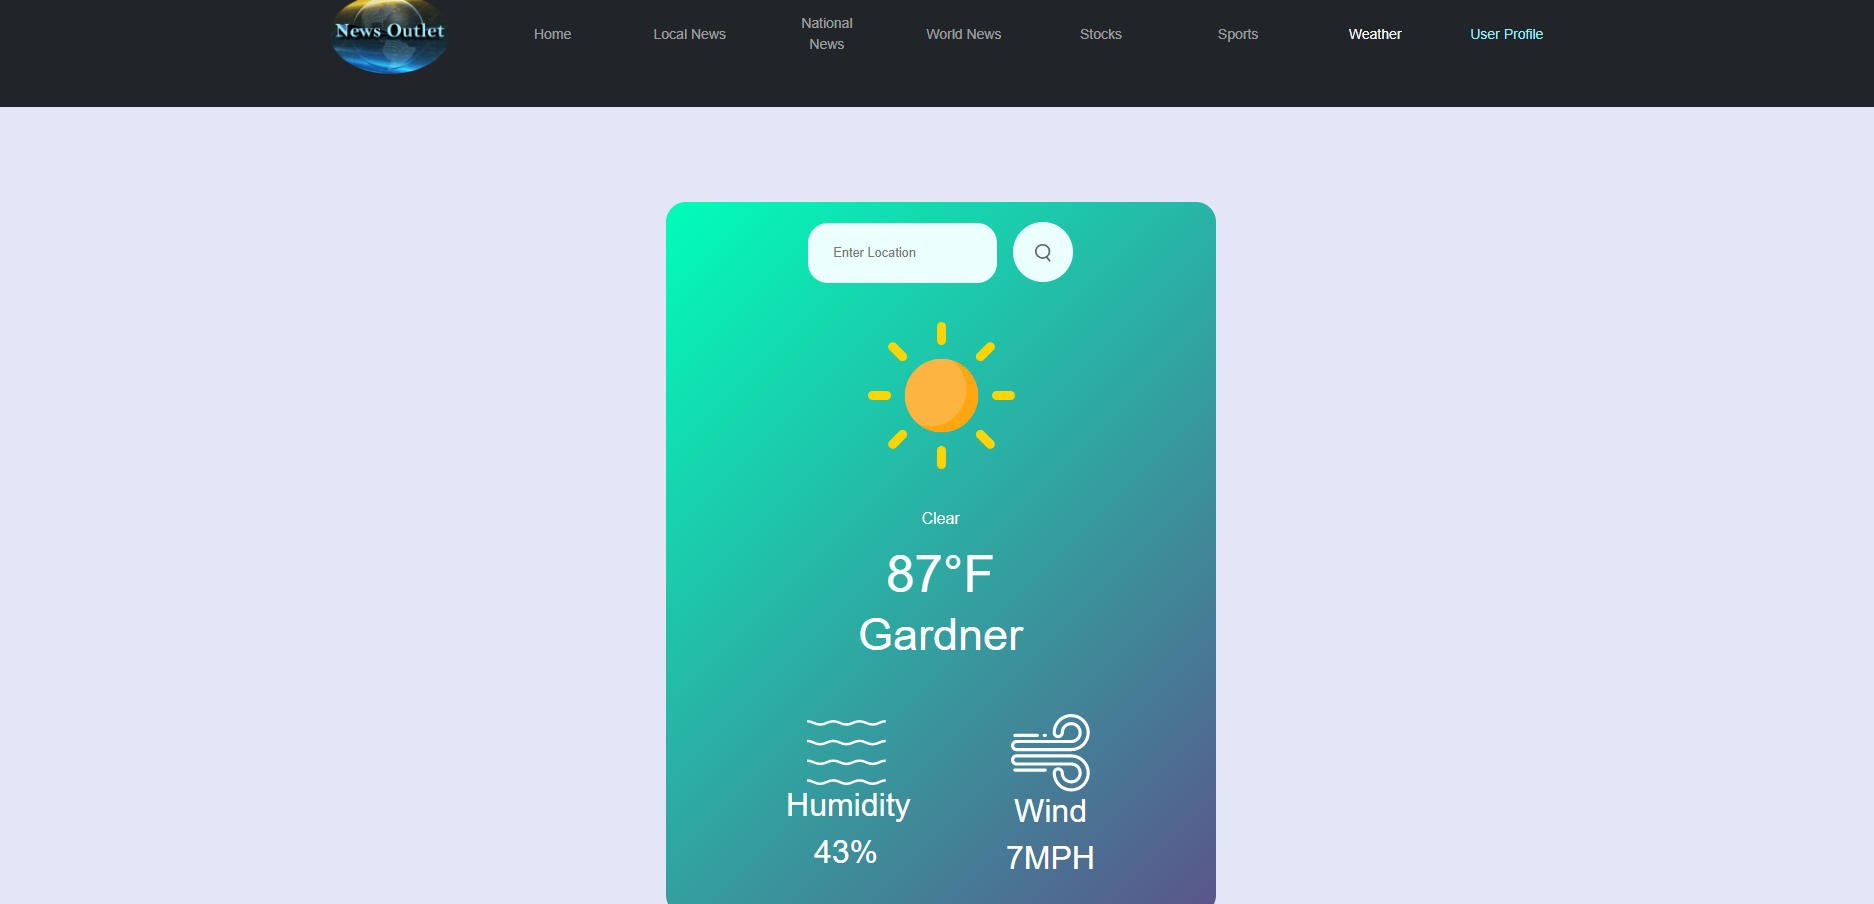 News Outlet
Home
Local News
National
News
World News
Stocks
Sports
Weather
User Profile
Enter Location
Clear
87°F
Gardner
Humidity
43%
Wind
7MPH